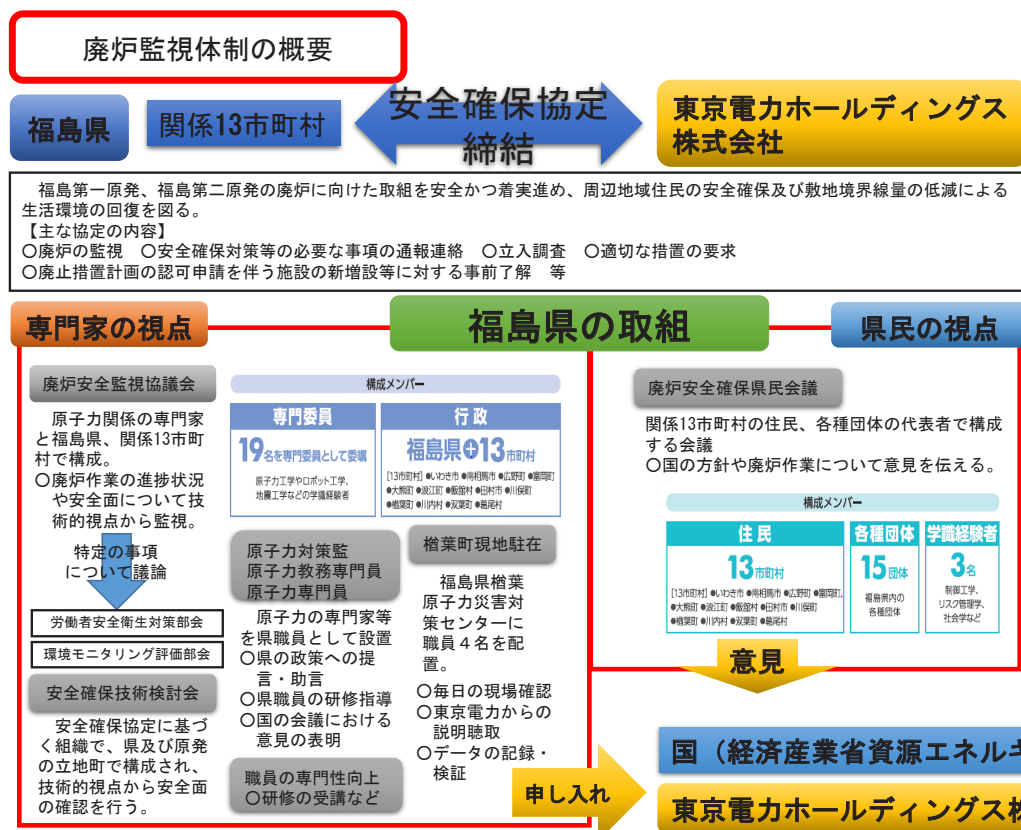 廃炉監視体制の概要
福島県
関係13市町村
安全確保協定
締結
東京電力ホールディングス
株式会社
福島第一原発、福島第二原発の廃炉に向けた取組を安全かつ着実進め、周辺地域住民の安全確保及び敷地境界線量の低減による
生活環境の回復を図る。
【主な協定の内容】
〇廃炉の監視　〇安全確保対策等の必要な事項の通報連絡　〇立入調査　〇適切な措置の要求
〇廃止措置計画の認可申請を伴う施設の新増設等に対する事前了解　等
専門家の視点
福島県の取組
県民の視点
廃炉安全監視協議会
原子力関係の専門家
と福島県、関係13市町
村で構成。
〇廃炉作業の進捗状況
や安全面について技
術的視点から監視。
特定の事項
について議論
労働者安全衛生対策部会
環境モニタリング評価部会
安全確保技術検討会
安全確保協定に基づ
く組織で、県及び原発
の立地町で構成され、
技術的視点から安全面
の確認を行う。
構成メンバー
専門委員
19名を専門委員として委嘱
原子力工学やロボット工学、
地震工学などの学識経験者
行政
福島県＋13市町村
[13市町村] ●いわき市 ●南相馬市 ●広野町 ●富岡町
●大熊町 ●浪江町 ●飯舘村 ●田村市 ●川俣町
●楢葉町 ●川内村 ●双葉町 ●葛尾村
原子力対策監
原子力教務専門員
原子力専門員
原子力の専門家等
を県職員として設置
〇県の政策への提
言・助言
〇県職員の研修指導
〇国の会議における
意見の表明
職員の専門性向上
〇研修の受講など
楢葉町現地駐在
福島県楢葉
原子力災害対
策センターに
職員４名を配
置。
〇毎日の現場確認
〇東京電力からの
説明聴取
〇データの記録・
検証
廃炉安全確保県民会議
関係13市町村の住民、各種団体の代表者で構成
する会議
〇国の方針や廃炉作業について意見を伝える。
構成メンバー
住民
13市町村
[13市町村] ●いわき市 ●南相馬市 ●広野町 ●富岡町、
●大熊町 ●浪江町 ●飯舘村 ●田村市 ●川俣町
●楢葉町 ●川内村 ●双葉町 ●葛尾村
各種団体
15団体
福島県内の
各種団体
学識経験者
3名
制御工学、
リスク管理学、
社会学など
意見
申し入れ
国（経済産業省資源エネルギ
東京電力ホールディングス株